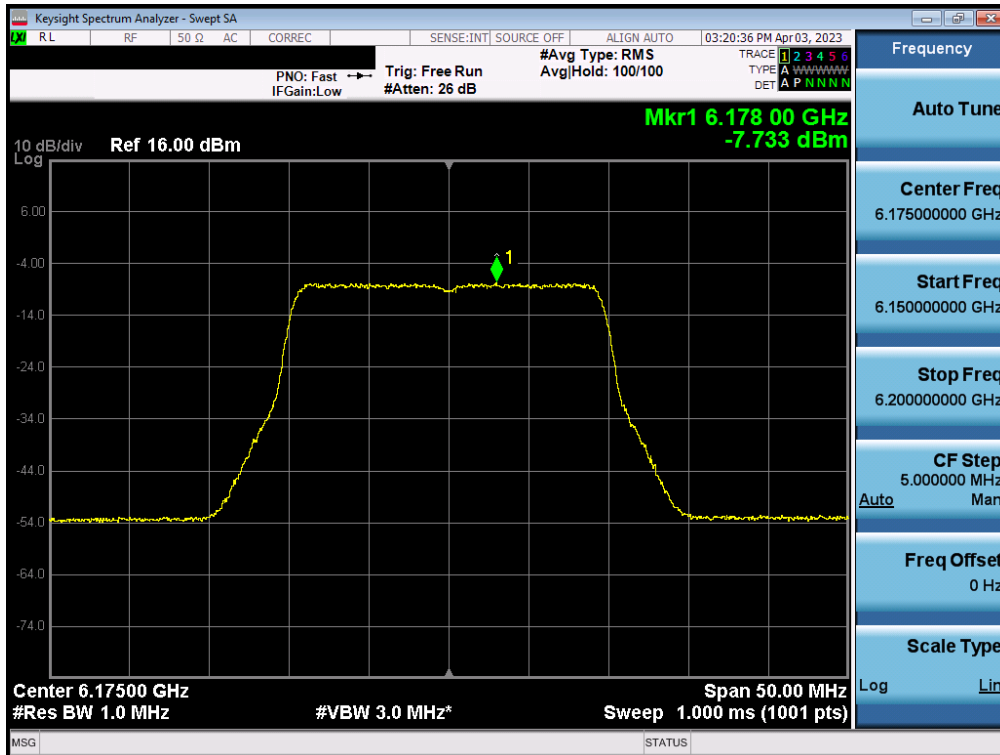 Keysight Spectrum Analyzer - Swept SA
LXI RL RF 50 Ω AC CORREC SENSE:INT SOURCE OFF ALIGN AUTO 03:20:36 PM Apr 03, 2023
PNO: Fast
IFGain:Low
Trig: Free Run
#Atten: 26 dB
#Avg Type: RMS
Avg|Hold: 100/100
TRACE 1 2 3 4 5 6
TYPE A WWWWW
DET A P N N N N
Mkr1 6.178 00 GHz
-7.733 dBm
10 dB/div Ref 16.00 dBm
Log
1
6.00
-4.00
-14.0
-24.0
-34.0
-44.0
-54.0
-64.0
-74.0
Center 6.17500 GHz Span 50.00 MHz
#Res BW 1.0 MHz #VBW 3.0 MHz* Sweep 1.000 ms (1001 pts)
MSG STATUS
Frequency
Auto Tune
Center Freq
6.175000000 GHz
Start Freq
6.150000000 GHz
Stop Freq
6.200000000 GHz
CF Step
5.000000 MHz
Auto Man
Freq Offset
0 Hz
Scale Type
Log Lin